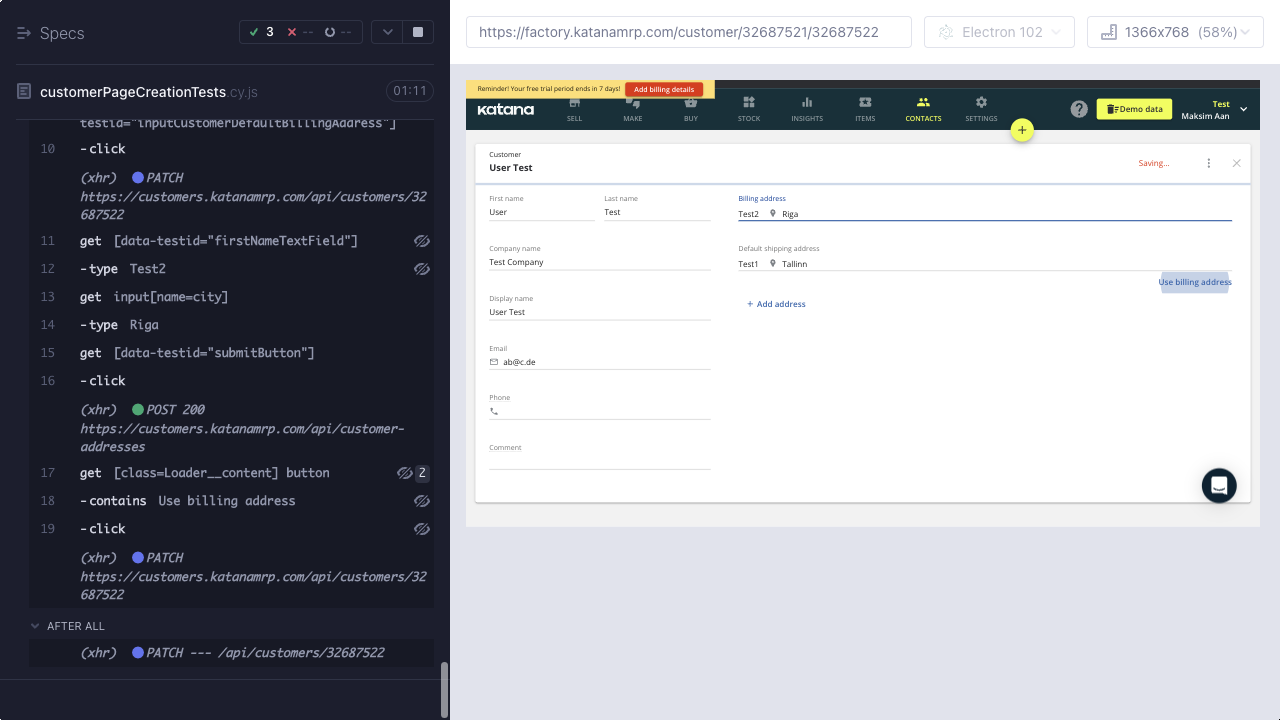 Specs
3
--
--
customerPageCreationTests.cy.js
01:11
testid="inputCustomerDefaultBillingAddress"]
10 -click
(xhr) PATCH
https://customers.katanamrp.com/api/customers/32
687522
11 get [data-testid="firstNameTextField"]
12 -type Test2
13 get input[name=city]
14 -type Riga
15 get [data-testid="submitButton"]
16 -click
(xhr) POST 200
https://customers.katanamrp.com/api/customer-
addresses
17 get [class=Loader__content] button 2
18 -contains Use billing address
19 -click
(xhr) PATCH
https://customers.katanamrp.com/api/customers/32
687522
AFTER ALL
(xhr) PATCH --- /api/customers/32687522
https://factory.katanamrp.com/customer/32687521/32687522
Electron 102
1366x768 (58%)
Reminder! Your free trial period ends in 7 days!
Add billing details
katana
SELL
MAKE
BUY
STOCK
INSIGHTS
ITEMS
CONTACTS
SETTINGS
?
Demo data
Test
Maksim Aan
+
Customer
User Test
Saving...
First name
User
Last name
Test
Billing address
Test2 Riga
Company name
Test Company
Default shipping address
Test1 Tallinn
Use billing address
Display name
User Test
+ Add address
Email
ab@c.de
Phone
Comment